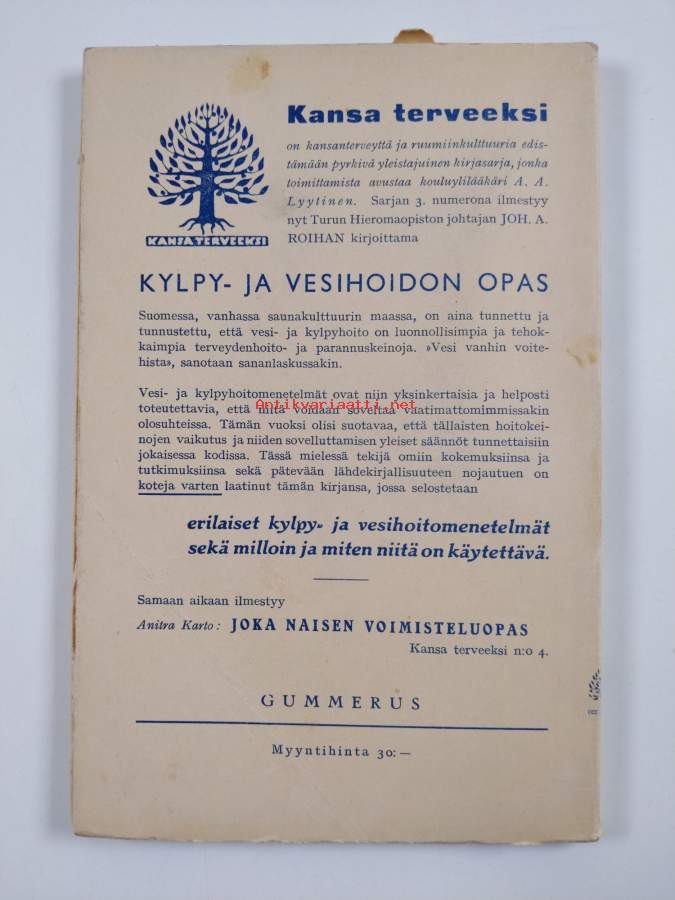 Kansa terveeksi
on kansanterveyttä ja ruumiinkulttuuria edis-
tämään pyrkivä yleistajuinen kirjasarja, jonka
toimittamista avustaa kouluylilääkäri A. A.
Lyytinen. Sarjan 3. numerona ilmestyy
nyt Turun Hieromaopiston johtajan JOH. A.
ROIHAN kirjoittama
KANSA TERVEEKSI
KYLPY- JA VESIHOIDON OPAS
Suomessa, vanhassa saunakulttuurin maassa, on aina tunnettu ja
tunnustettu, että vesi- ja kylpyhoito on luonnollisimpia ja tehok-
kaimpia terveydenhoito- ja parannuskeinoja. »Vesi vanhin voite-
hista», sanotaan sananlaskussakin.
Vesi- ja kylpyhoitomenetelmät ovat niin yksinkertaisia ja helposti
toteutettavia, että niitä voidaan soveltaa vaatimattomimmissakin
Antikvariaatti.net
olosuhteissa. Tämän vuoksi olisi suotavaa, että tällaisten hoitokei-
nojen vaikutus ja niiden sovelluttamisen yleiset säännöt tunnettaisiin
jokaisessa kodissa. Tässä mielessä tekijä omiin kokemuksiinsa ja
tutkimuksiinsa sekä pätevään lähdekirjallisuuteen nojautuen on
koteja varten laatinut tämän kirjansa, jossa selostetaan
erilaiset kylpy- ja vesihoitomenetelmät
sekä milloin ja miten niitä on käytettävä.
Samaan aikaan ilmestyy
Anitra Karto: JOKA NAISEN VOIMISTELUOPAS
Kansa terveeksi n:o 4.
GUMMERUS
Myyntihinta 30: —